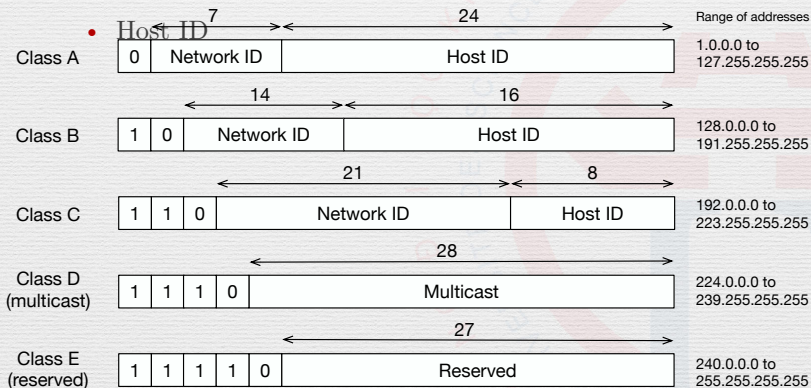 7 24 Range of addresses
• Host ID
Class A 0 Network ID Host ID 1.0.0.0 to
127.255.255.255
14 16
Class B 1 0 Network ID Host ID 128.0.0.0 to
191.255.255.255
21 8
Class C 1 1 0 Network ID Host ID 192.0.0.0 to
223.255.255.255
28
Class D
(multicast) 1 1 1 0 Multicast 224.0.0.0 to
239.255.255.255
27
Class E
(reserved) 1 1 1 1 0 Reserved 240.0.0.0 to
255.255.255.255